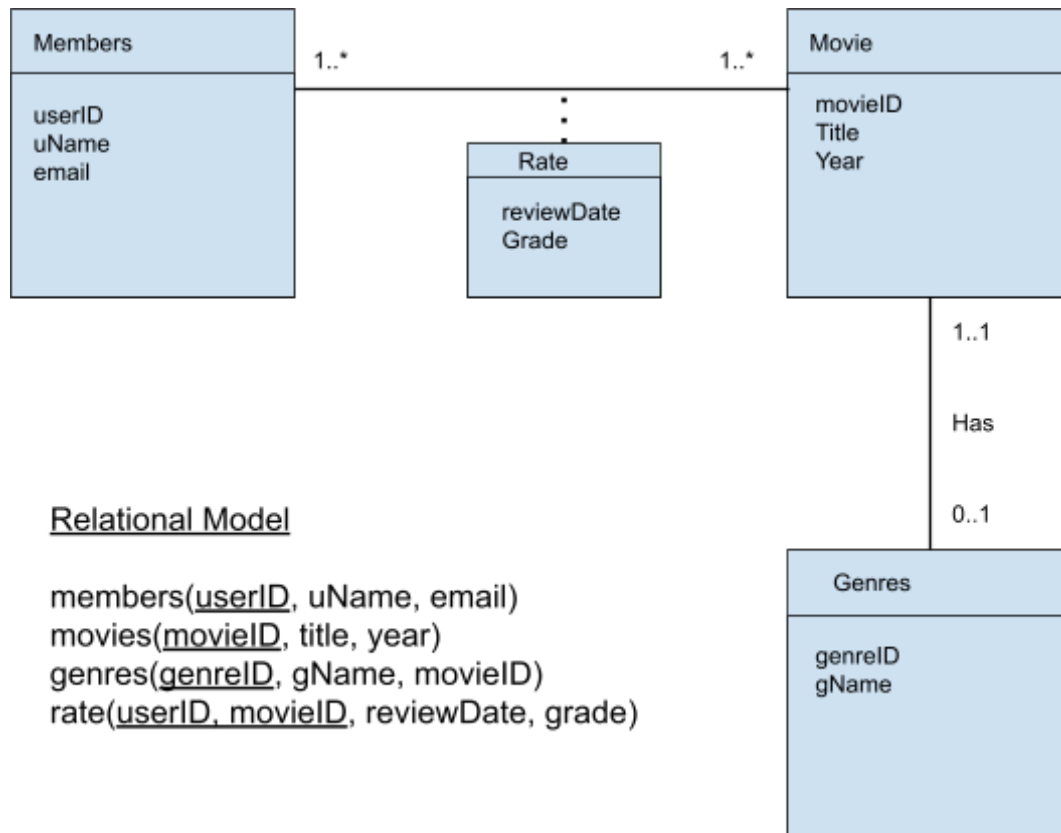 Members
userID
uName
email
1..*
1..*
Rate
reviewDate
Grade
Movie
movieID
Title
Year
1..1
Has
0..1
Genres
genreID
gName
Relational Model
members(userID, uName, email)
movies(movieID, title, year)
genres(genreID, gName, movieID)
rate(userID, movieID, reviewDate, grade)